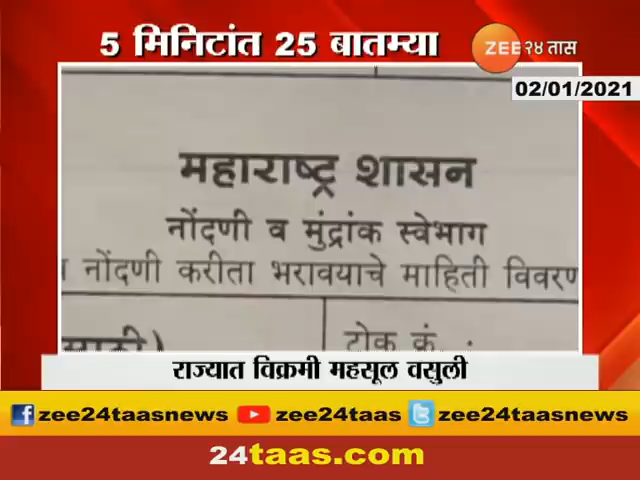 5 मिनिटांत 25 बातम्या
ZEE २४ तास
02/01/2021
महाराष्ट्र शासन
नोंदणी व मुंद्रांक स्वेभाग
नोंदणी करीता भरावयाचे माहिती विवरण
टोक कं. :
राज्यात विक्रमी महसूल वसुली
zee24taasnews zee24taas zee24taasnews
24taas.com